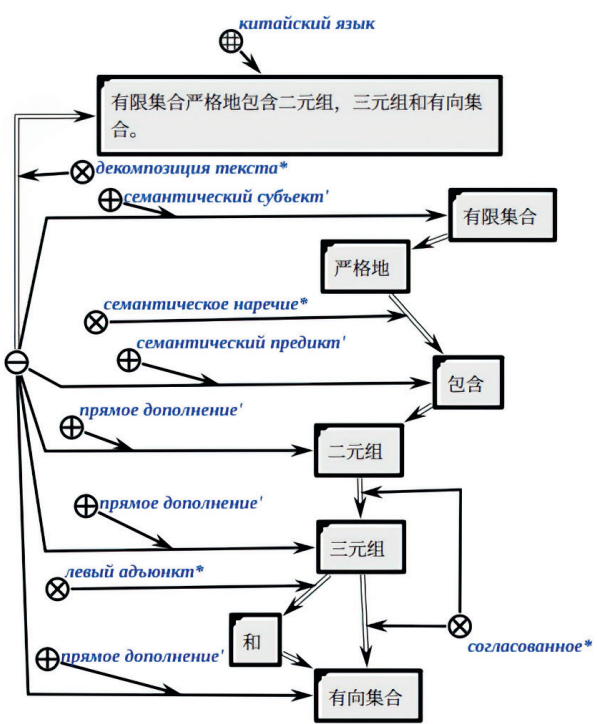 китайский язык
有限集合严格地包含二元组，三元组和有向集
合。
декомпозиция текста*
семантический субъект'
有限集合
严格地
семантическое наречие*
семантический предикт'
包含
прямое дополнение'
二元组
прямое дополнение'
三元组
левый адъюнкт*
和
согласованное*
прямое дополнение'
有向集合